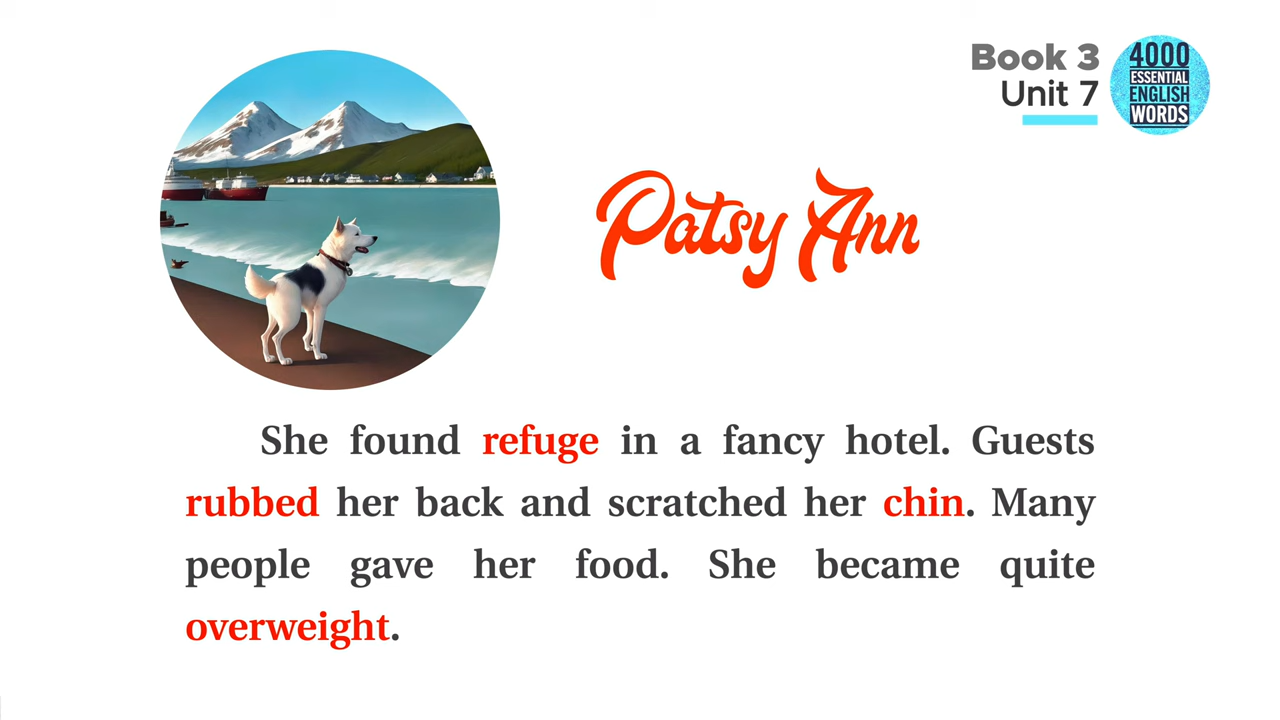 Book 3
Unit 7
4000
ESSENTIAL
ENGLISH
WORDS
Patsy Ann
She found refuge in a fancy hotel. Guests
rubbed her back and scratched her chin. Many
people gave her food. She became quite
overweight.